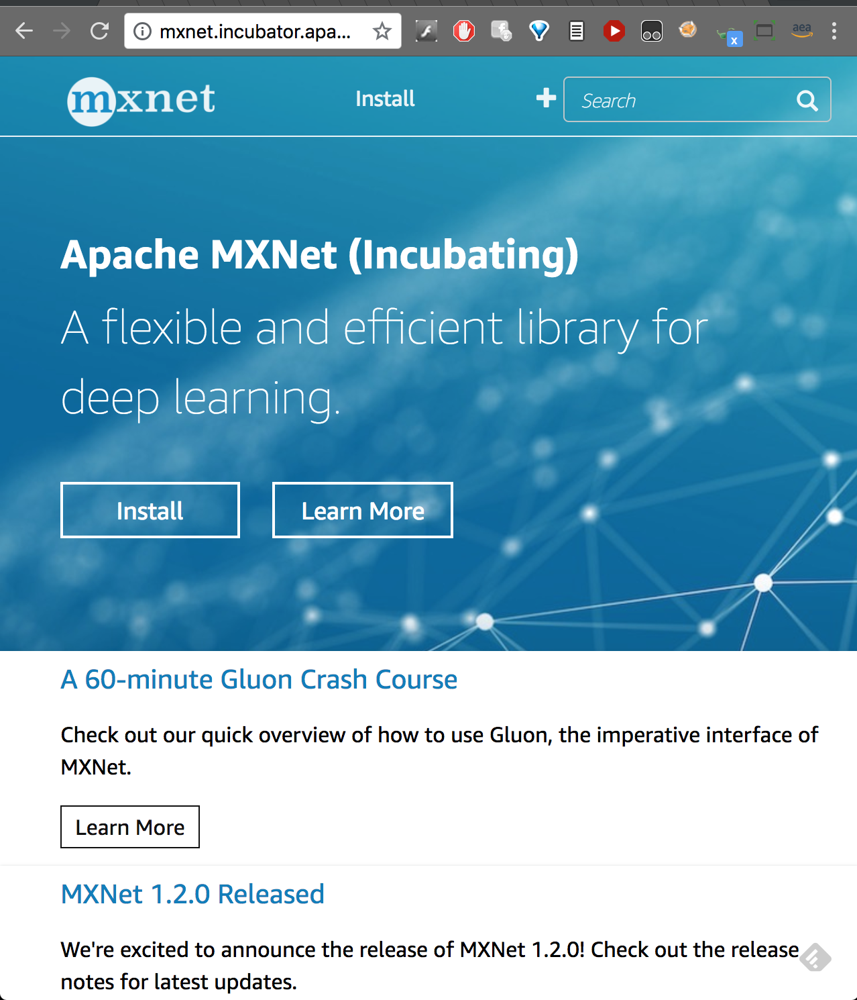 mxnet.incubator.apa...
aea
x
mxnet
Install
Search
Apache MXNet (Incubating)
A flexible and efficient library for
deep learning.
Install
Learn More
A 60-minute Gluon Crash Course
Check out our quick overview of how to use Gluon, the imperative interface of
MXNet.
Learn More
MXNet 1.2.0 Released
We're excited to announce the release of MXNet 1.2.0! Check out the release
notes for latest updates.